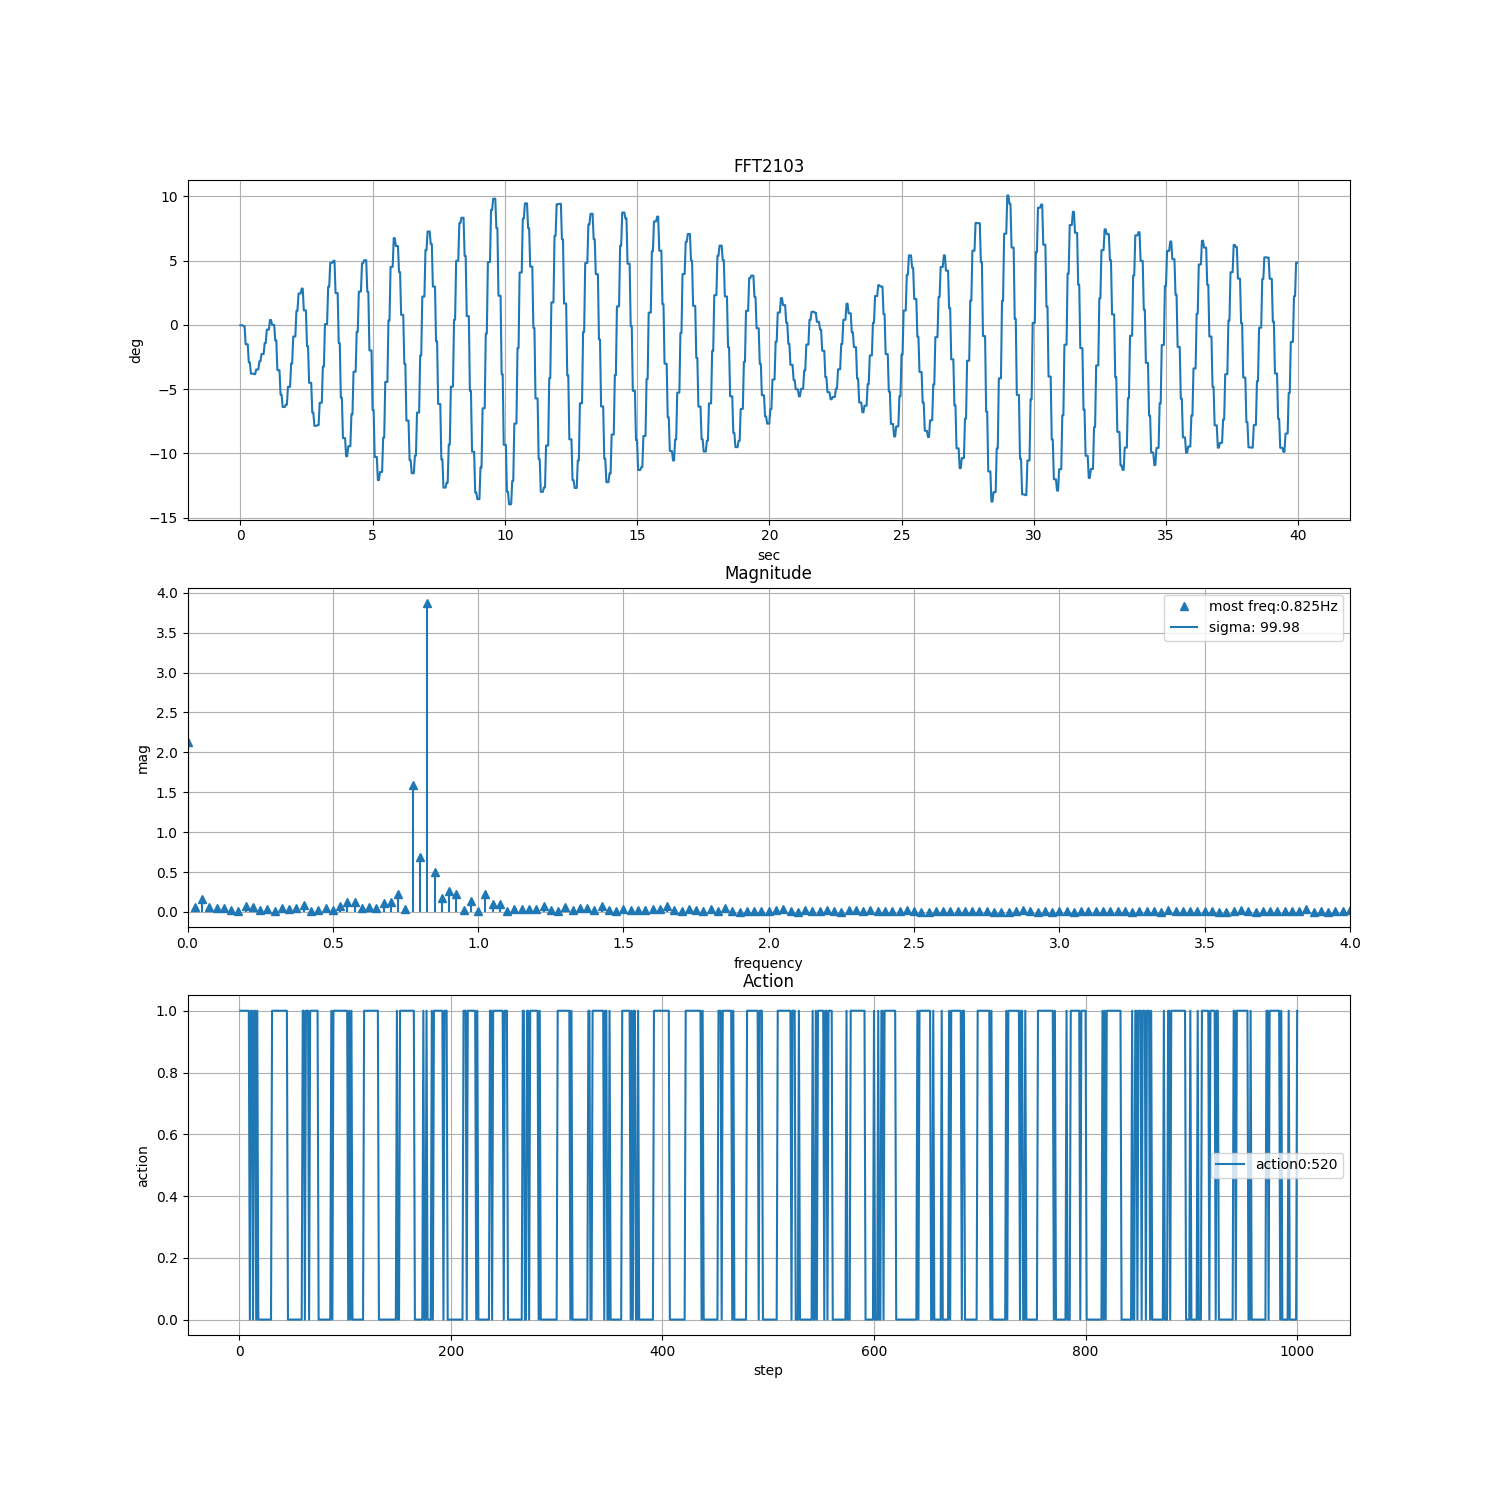 FFT2103
10
5
0
−5
−10
−15
deg
0 5 10 15 20 25 30 35 40
sec
Magnitude
4.0
3.5
3.0
2.5
2.0
1.5
1.0
0.5
0.0
mag
most freq:0.825Hz
sigma: 99.98
0.0 0.5 1.0 1.5 2.0 2.5 3.0 3.5 4.0
frequency
Action
1.0
0.8
0.6
0.4
0.2
0.0
action
action0:520
0 200 400 600 800 1000
step